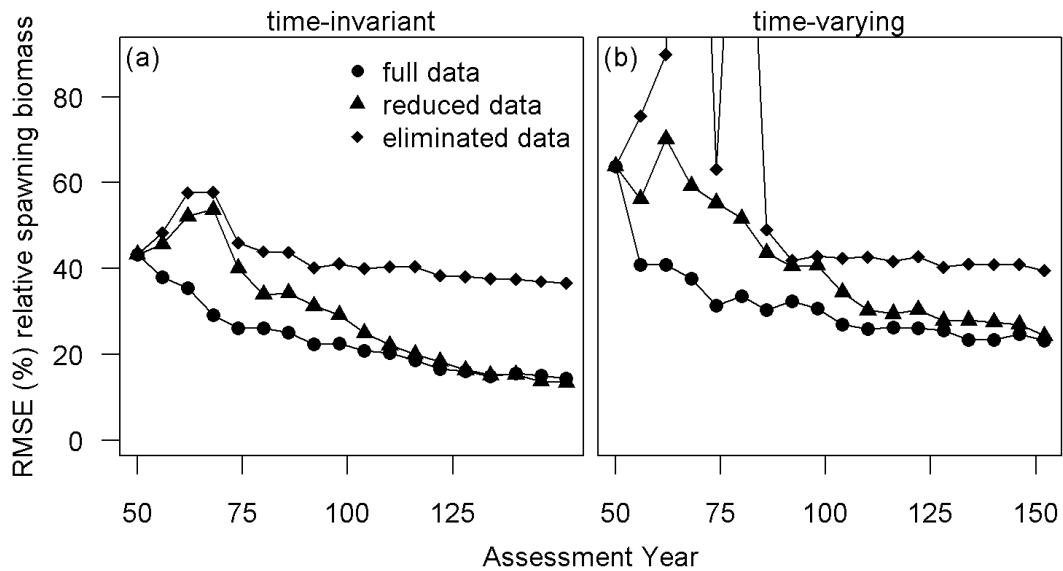 time-invariant
time-varying
(a)
full data
reduced data
eliminated data
(b)
RMSE (%) relative spawning biomass
80
60
40
20
0
50 75 100 125
50 75 100 125 150
Assessment Year